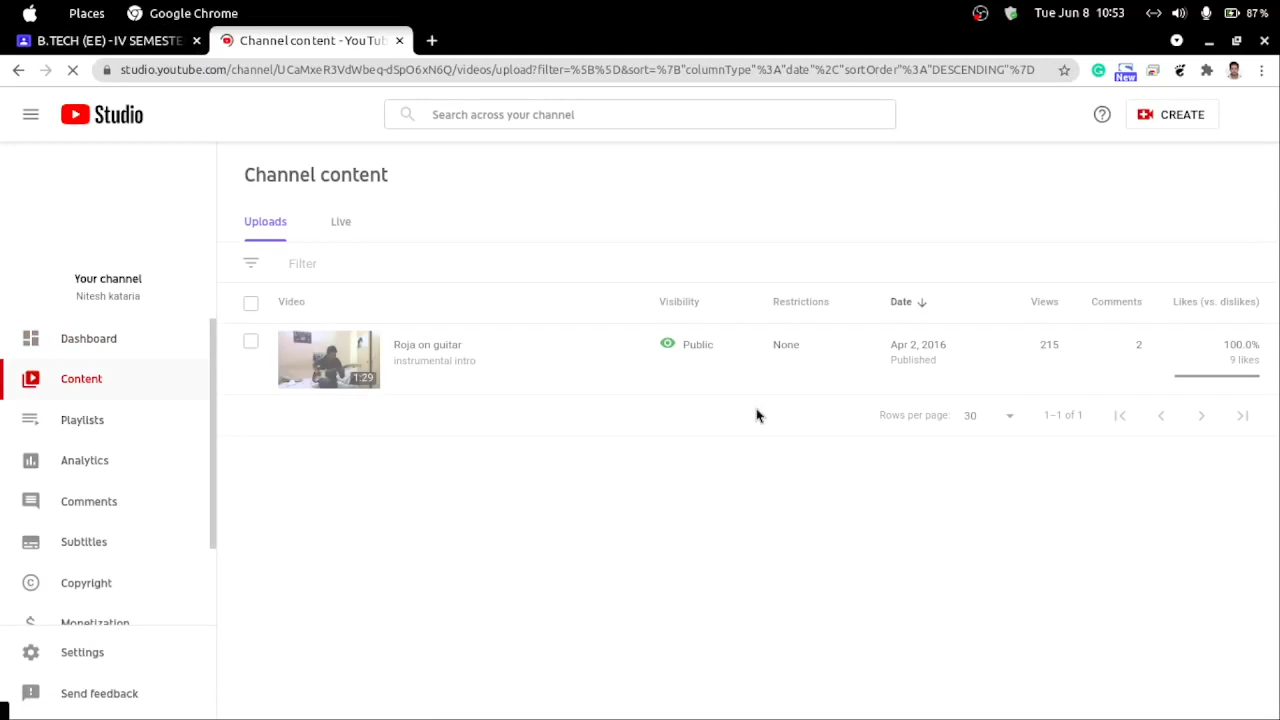 Places
Google Chrome
Tue Jun 8 10:53
87 %
B.TECH (EE) - IV SEMESTE
Channel content - YouTub
studio.youtube.com/channel/UCaMxeR3VdWbeq-dSpO6xN6Q/videos/upload?filter=%5B%5D&sort=%7B"columnType"%3A"date"%2C"sortOrder"%3A"DESCENDING"%7D
New
Studio
Search across your channel
CREATE
Channel content
Uploads
Live
Filter
Your channel
Nitesh kataria
Video
Visibility
Restrictions
Date
Views
Comments
Likes (vs. dislikes)
Roja on guitar
instrumental intro
1:29
Public
None
Apr 2, 2016
Published
215
2
100.0%
9 likes
Rows per page:
30
1–1 of 1
Dashboard
Content
Playlists
Analytics
Comments
Subtitles
Copyright
Monetization
Settings
Send feedback